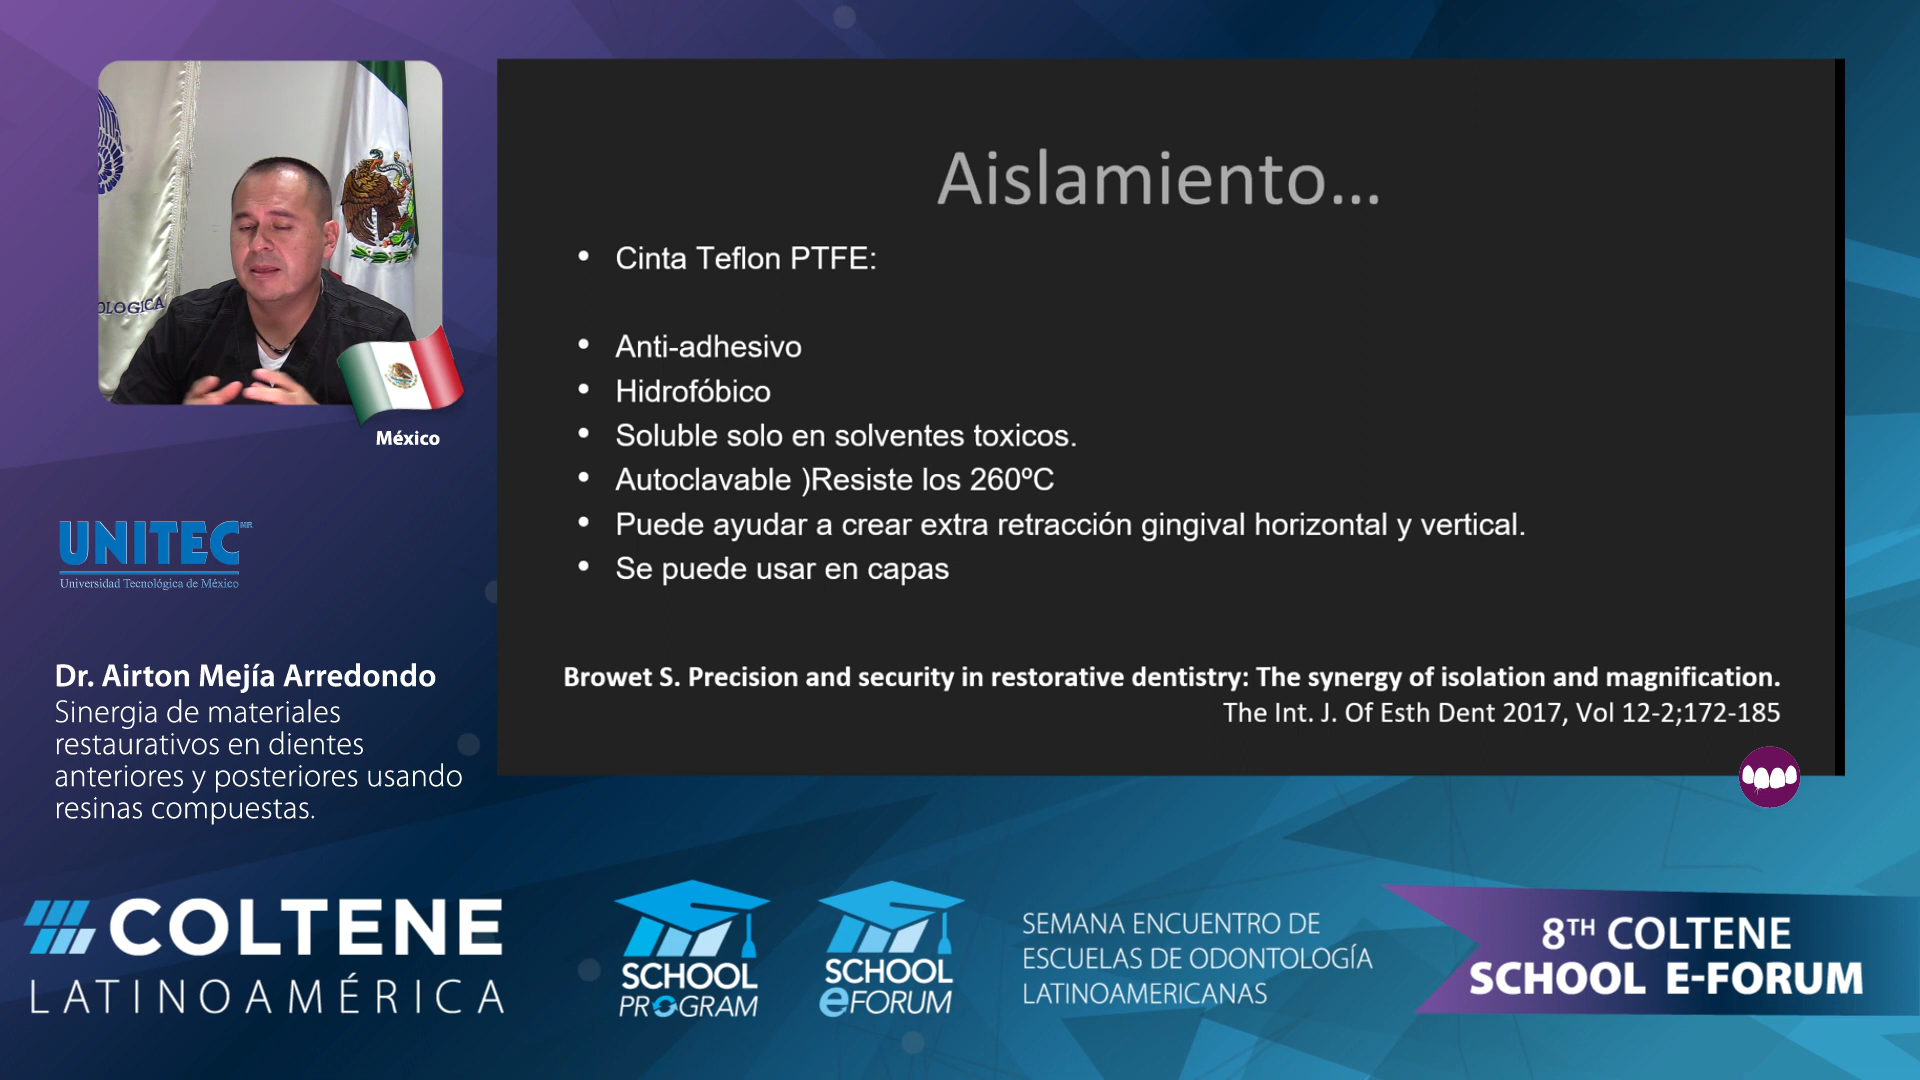 OLOGICA
México
UNITEC MR
Universidad Tecnológica de México
Dr. Airton Mejía Arredondo
Sinergia de materiales
restaurativos en dientes
anteriores y posteriores usando
resinas compuestas.
Aislamiento...
• Cinta Teflon PTFE:
• Anti-adhesivo
• Hidrofóbico
• Soluble solo en solventes toxicos.
• Autoclavable )Resiste los 260ºC
• Puede ayudar a crear extra retracción gingival horizontal y vertical.
• Se puede usar en capas
Browet S. Precision and security in restorative dentistry: The synergy of isolation and magnification.
The Int. J. Of Esth Dent 2017, Vol 12-2;172-185
COLTENE
LATINOAMÉRICA
SCHOOL
PROGRAM
SCHOOL
eFORUM
SEMANA ENCUENTRO DE
ESCUELAS DE ODONTOLOGÍA
LATINOAMERICANAS
8TH COLTENE
SCHOOL E-FORUM